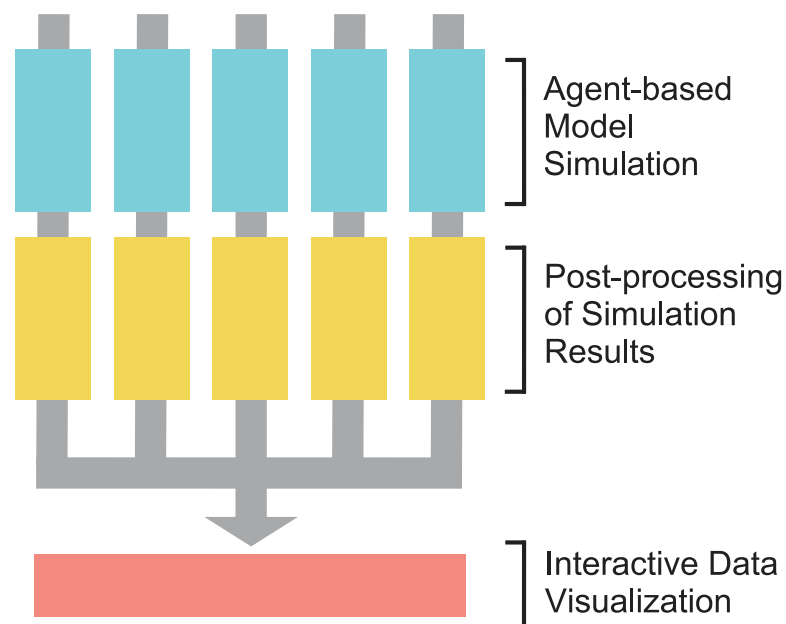 Agent-based
Model
Simulation
Post-processing
of Simulation
Results
Interactive Data
Visualization